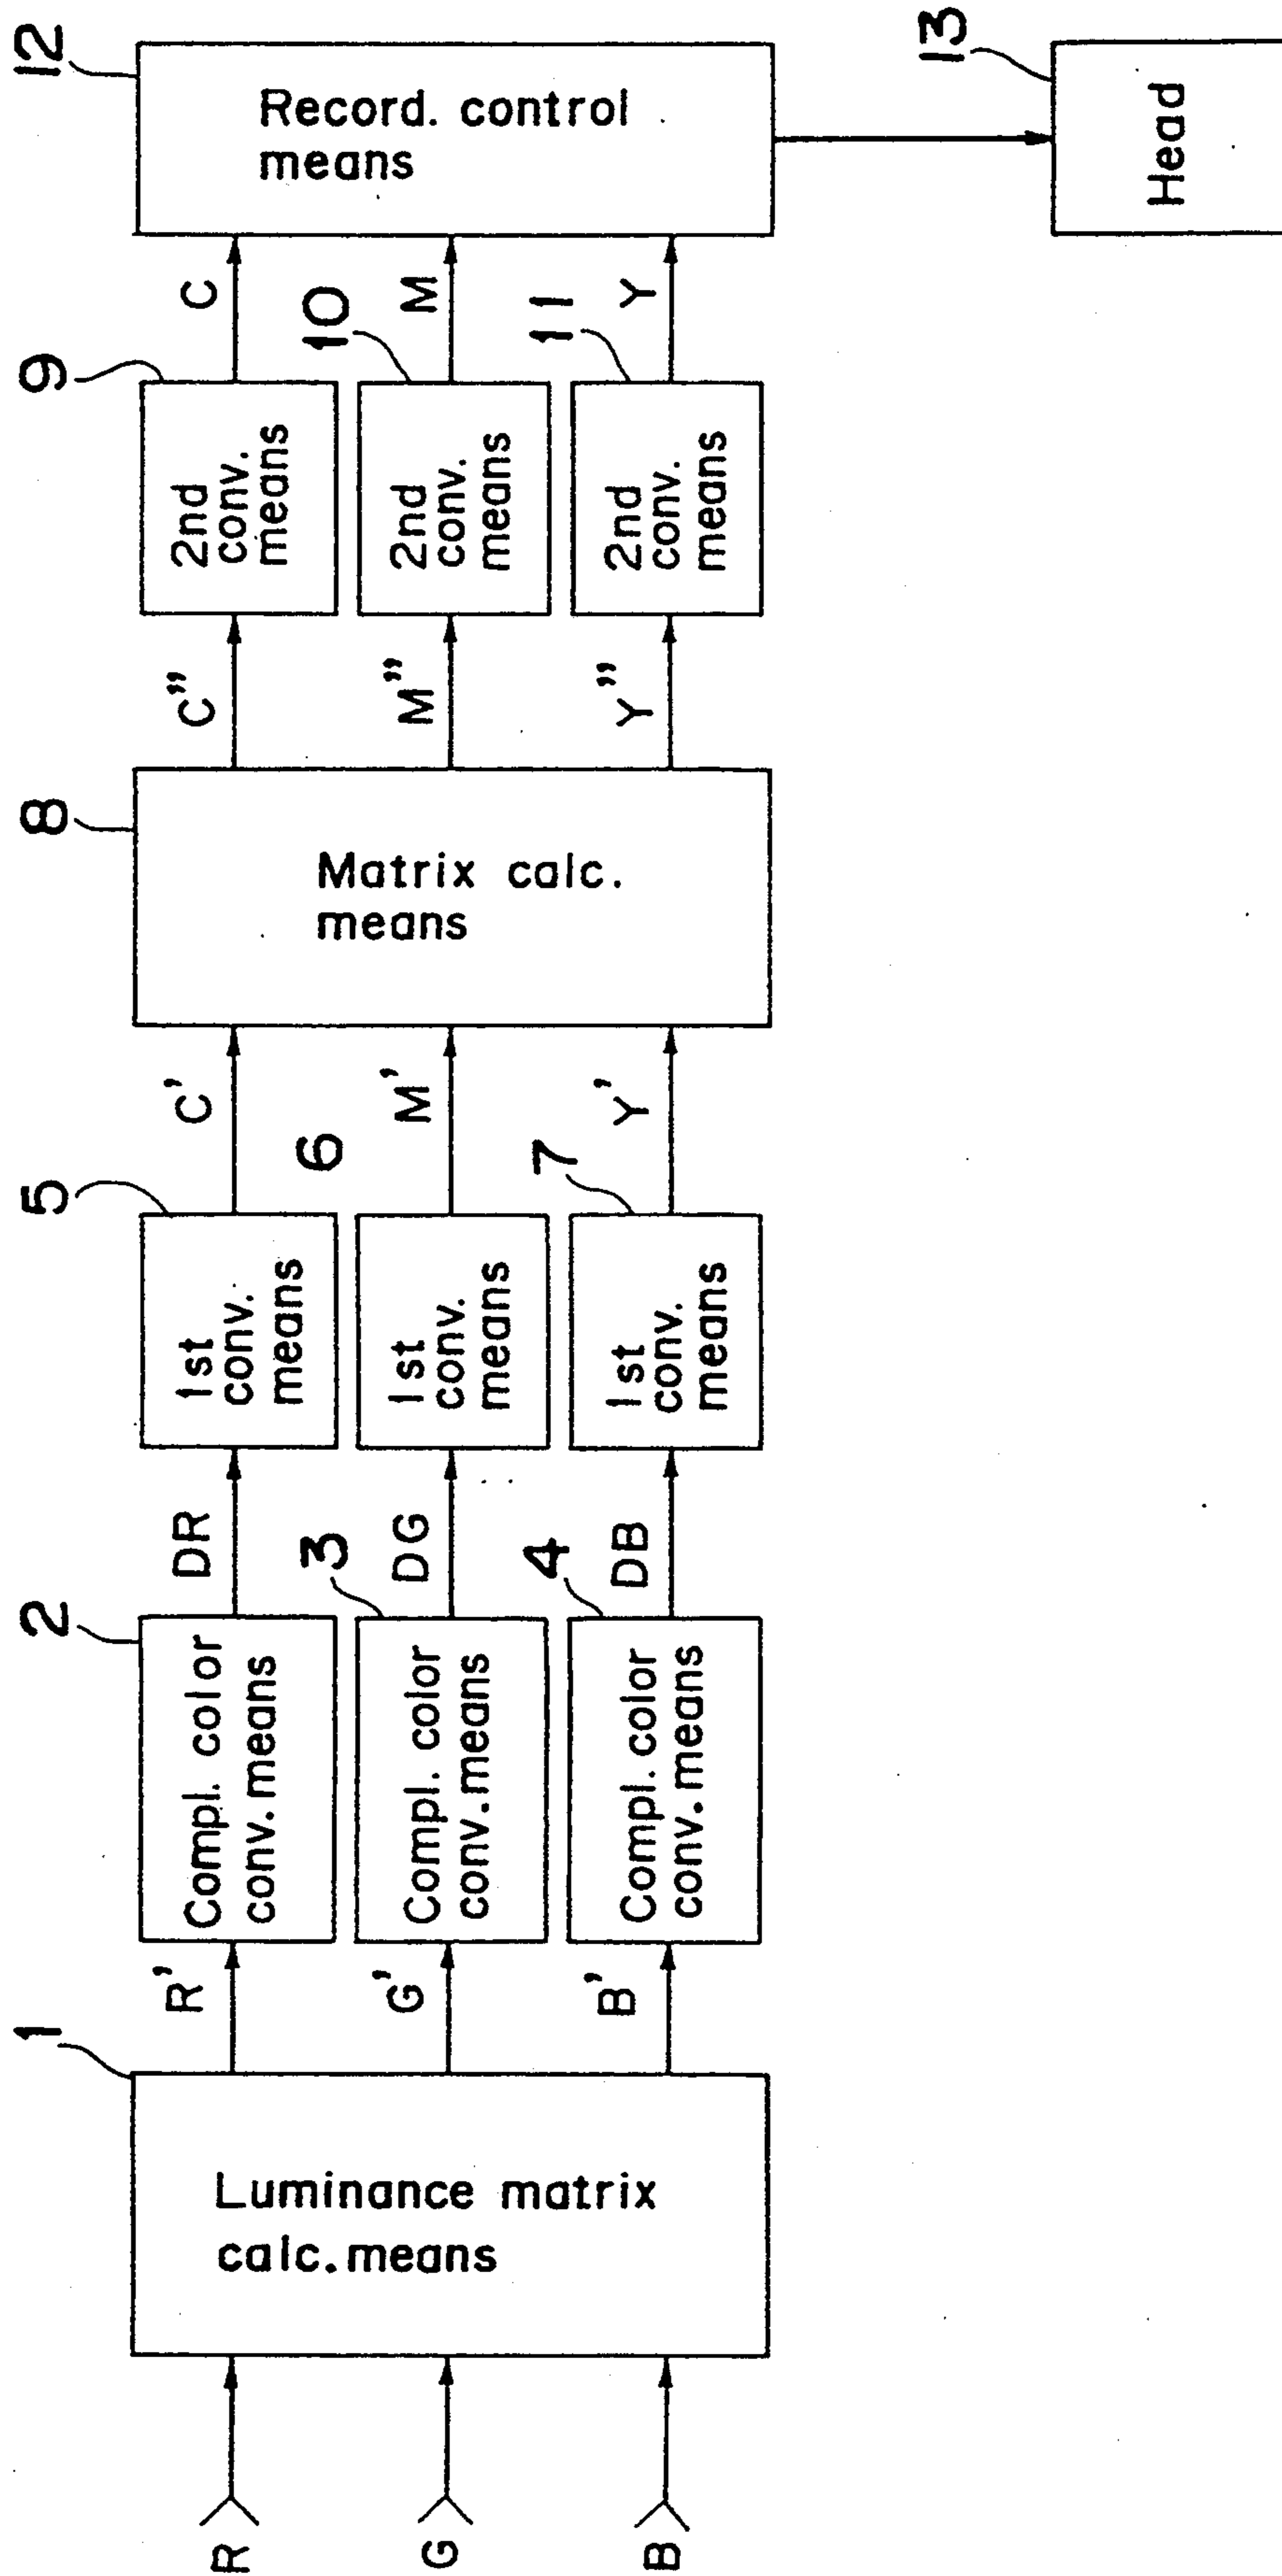 R
G
B
1
Luminance matrix
calc. means
R'
G'
B'
2
Compl. color
conv. means
3
Compl. color
conv. means
4
Compl. color
conv. means
DR
DG
DB
5
1st
conv.
means
6
1st
conv.
means
7
1st
conv.
means
C'
M'
Y'
8
Matrix calc.
means
C"
M"
Y"
9
2nd
conv.
means
10
2nd
conv.
means
11
2nd
conv.
means
C
M
Y
12
Record. control
means
13
Head